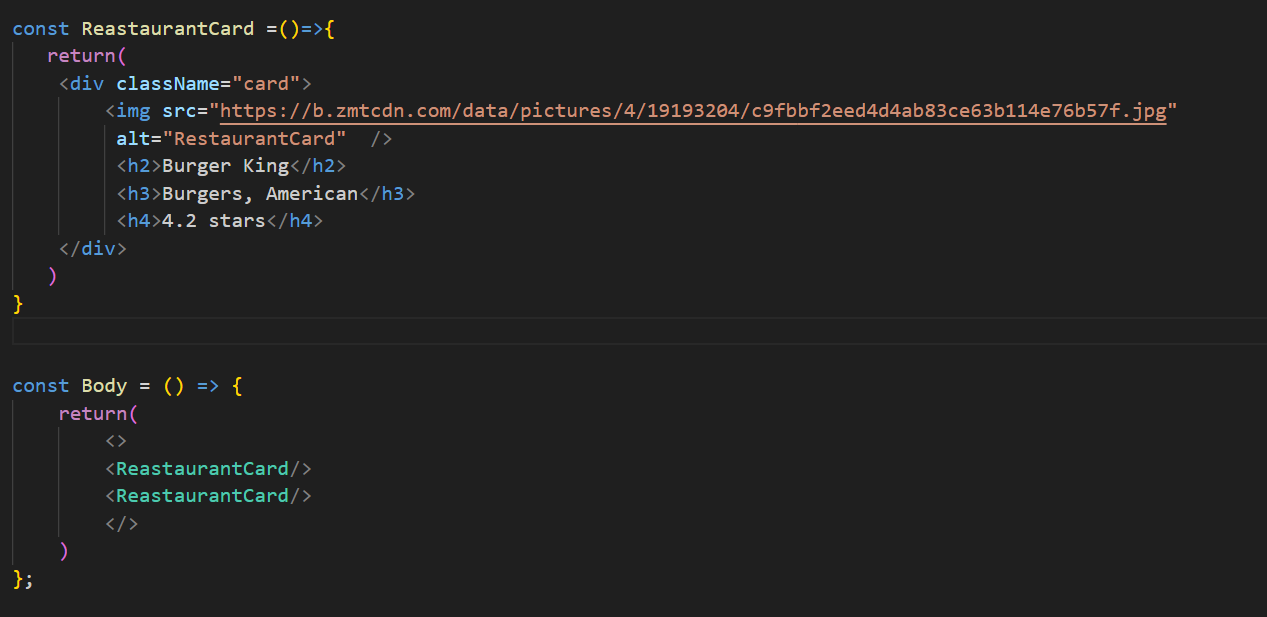 const ReastaurantCard =()=>{
return(
<div className="card">
<img src="https://b.zmtcdn.com/data/pictures/4/19193204/c9fbbf2eed4d4ab83ce63b114e76b57f.jpg"
alt="RestaurantCard"  />
<h2>Burger King</h2>
<h3>Burgers, American</h3>
<h4>4.2 stars</h4>
</div>
)
}
const Body = () => {
return(
<>
<ReastaurantCard/>
<ReastaurantCard/>
</>
)
};